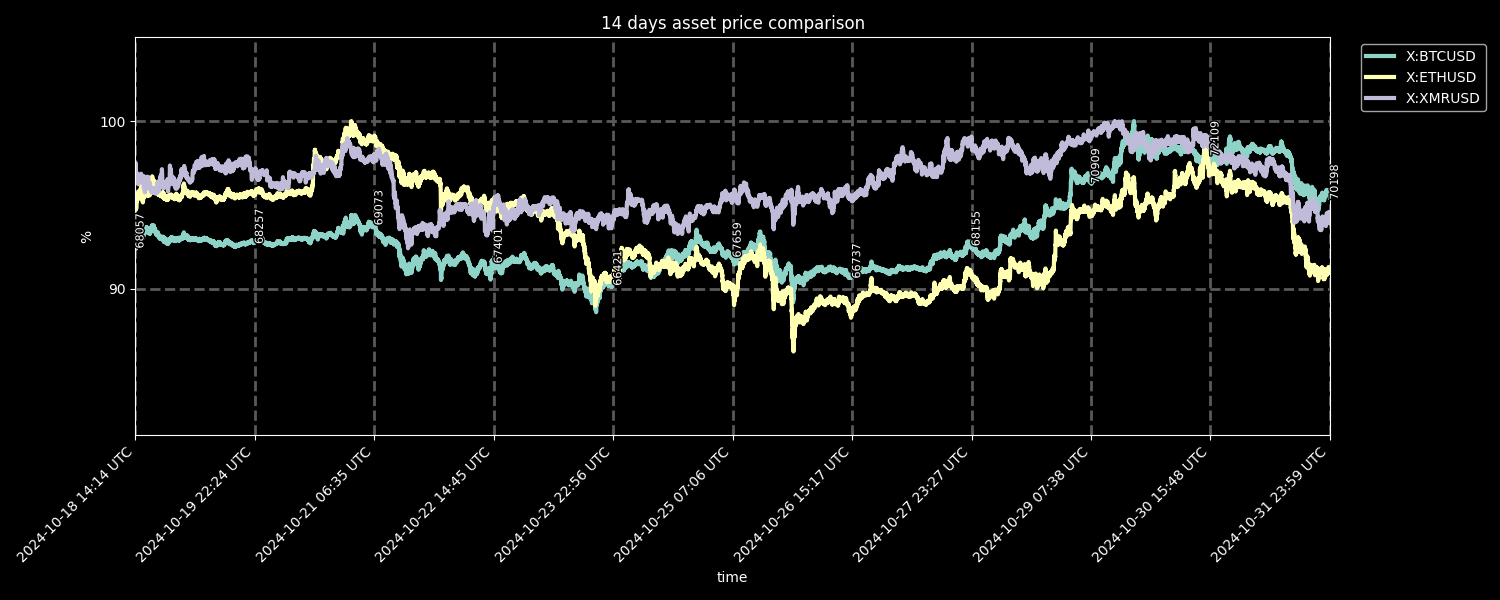 14 days asset price comparison
X:BTCUSD
X:ETHUSD
X:XMRUSD
100
90
%
68057
68257
69073
67401
66421
67659
66737
68155
70909
72109
70198
2024-10-18 14:14 UTC
2024-10-19 22:24 UTC
2024-10-21 06:35 UTC
2024-10-22 14:45 UTC
2024-10-23 22:56 UTC
2024-10-25 07:06 UTC
2024-10-26 15:17 UTC
2024-10-27 23:27 UTC
2024-10-29 07:38 UTC
2024-10-30 15:48 UTC
2024-10-31 23:59 UTC
time